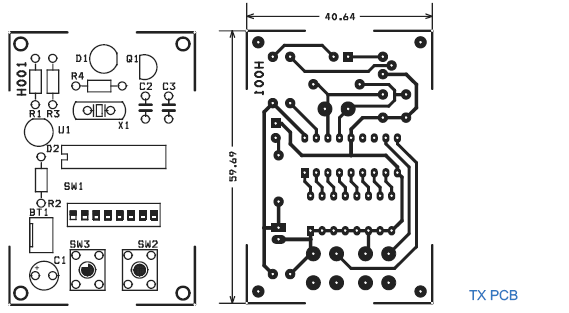 40.64
D1
Q1
H001
R4
C2 C3
R1 R3
X1
U1
D2
SW1
R2
BT1
SW3
SW2
C1
+
H001
59.69
TX PCB